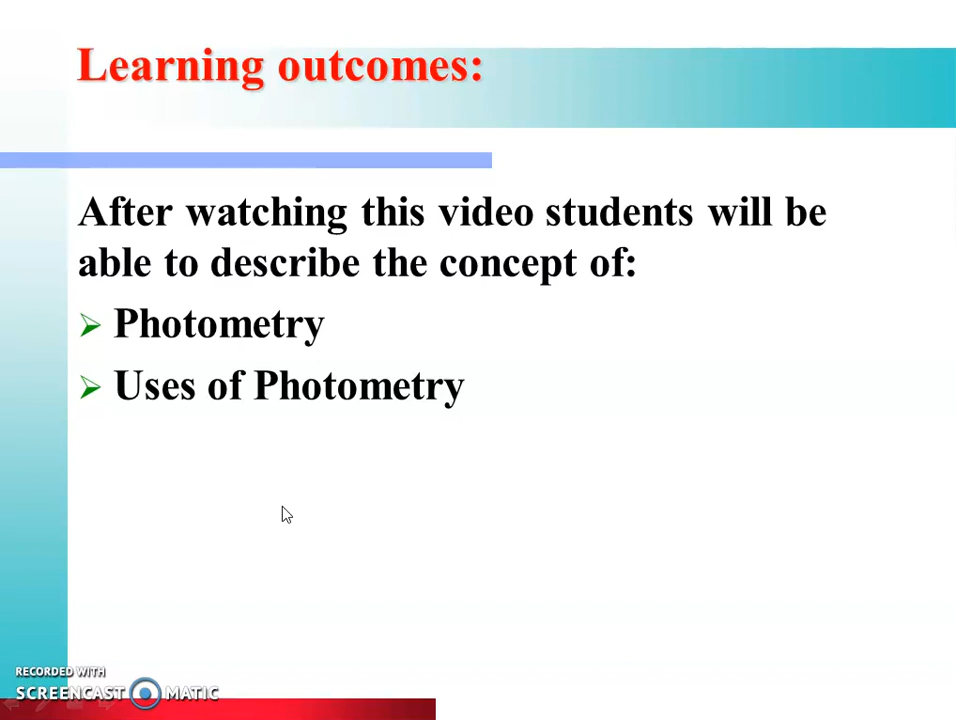 Learning outcomes:
After watching this video students will be
able to describe the concept of:
Photometry
Uses of Photometry
RECORDED WITH
SCREENCAST MATIC